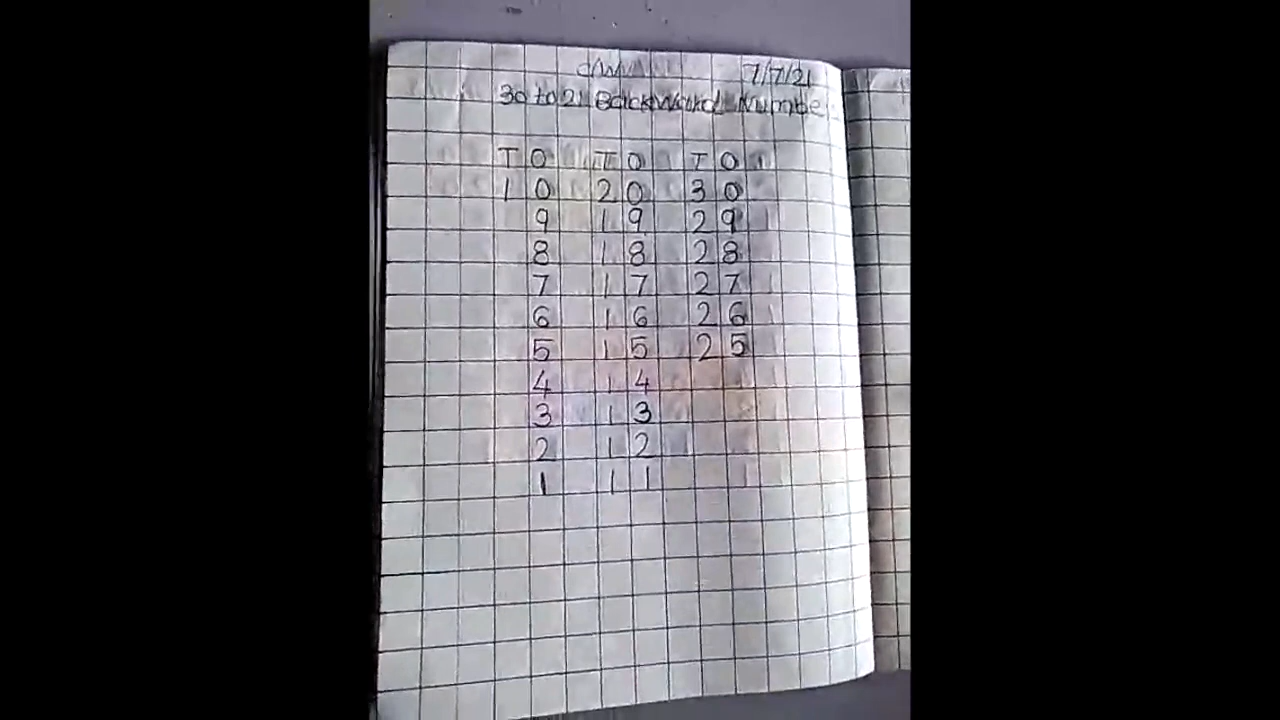 C/W 7/7/21
30 to 21 BackWard Numbe
T O T O T O
1 0 2 0 3 0
9 1 9 2 9
8 1 8 2 8
7 1 7 2 7
6 1 6 2 6
5 1 5 2 5
4 1 4
3 1 3
2 1 2
1 1 1